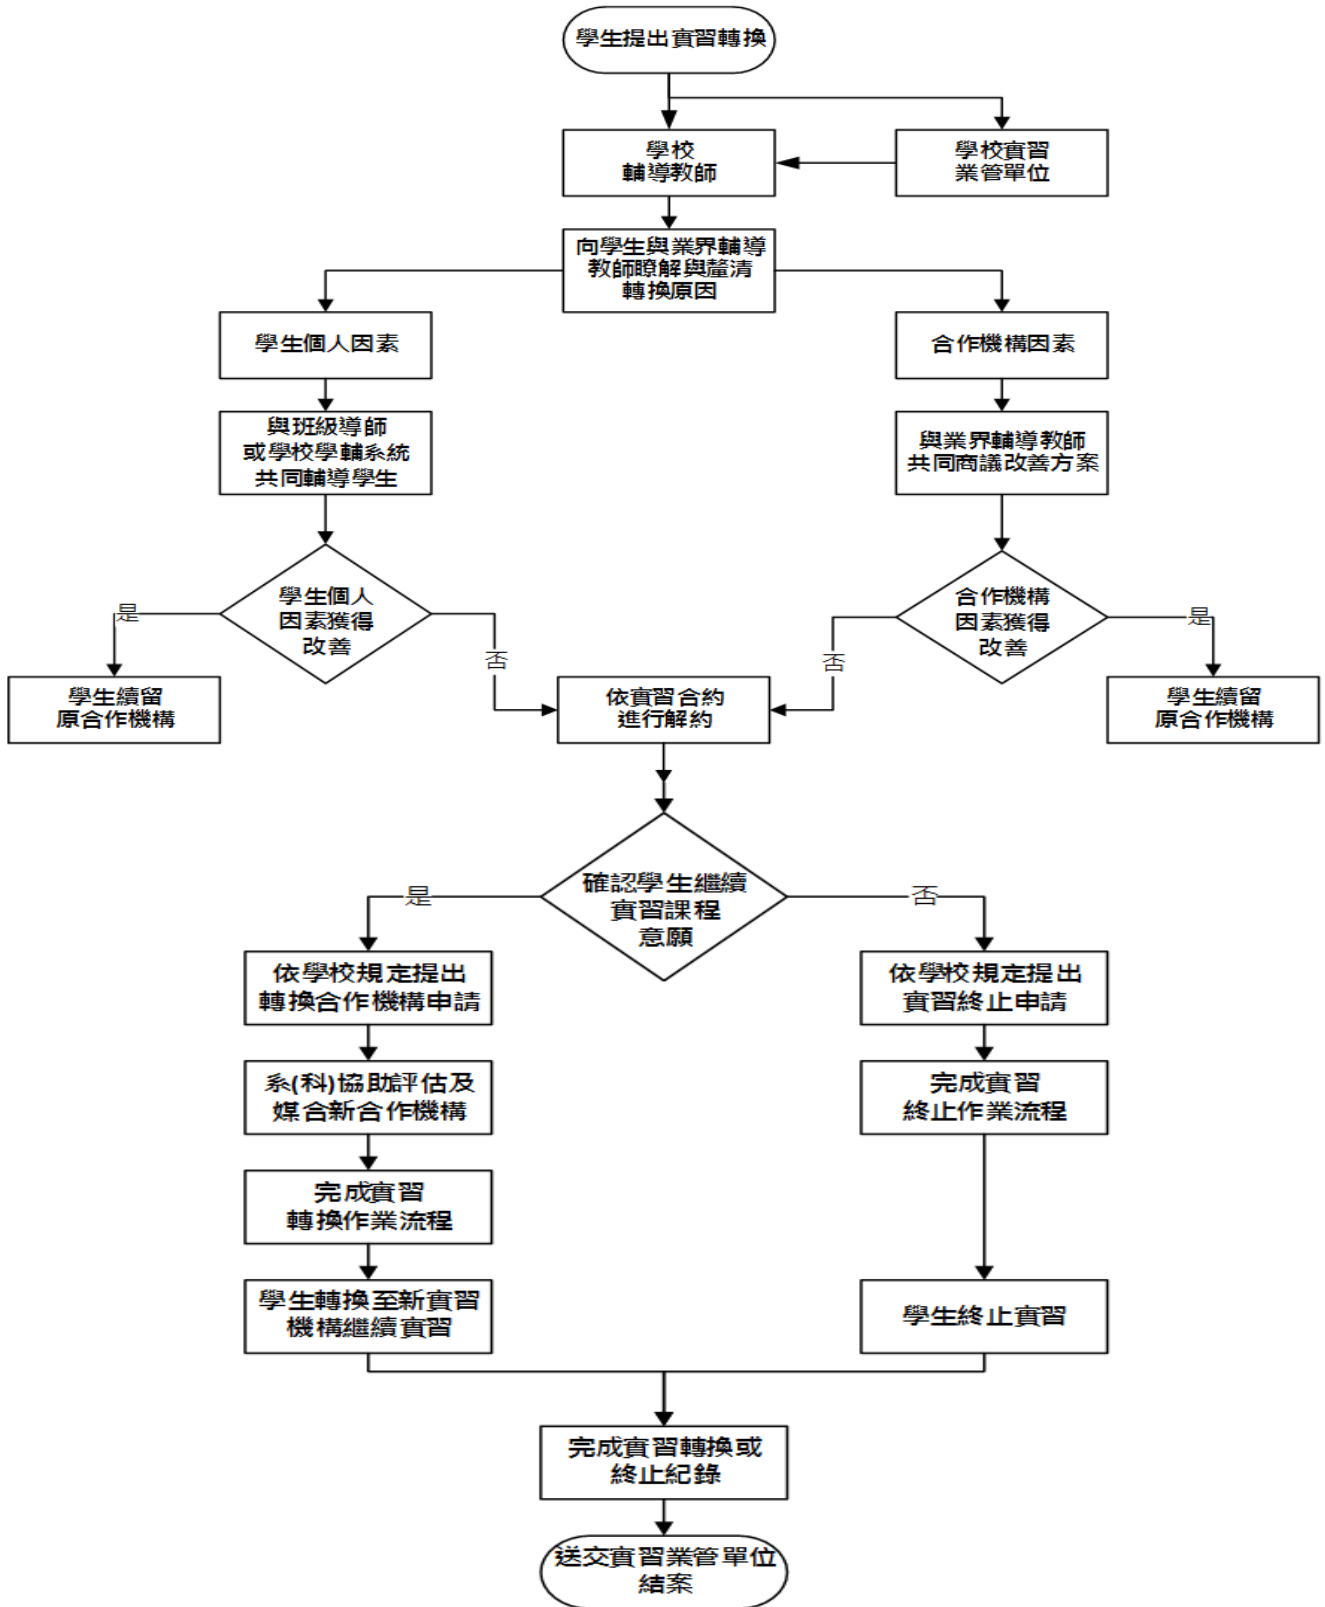 學生提出實習轉換
學校
輔導教師
學校實習
業管單位
向學生與業界輔導
教師瞭解與釐清
轉換原因
學生個人因素
合作機構因素
與班級導師
或學校學輔系統
共同輔導學生
與業界輔導教師
共同商議改善方案
學生個人
因素獲得
改善
合作機構
因素獲得
改善
是
否
否
是
學生續留
原合作機構
依實習合約
進行解約
學生續留
原合作機構
確認學生繼續
實習課程
意願
是
否
依學校規定提出
轉換合作機構申請
依學校規定提出
實習終止申請
系(科)協助評估及
媒合新合作機構
完成實習
終止作業流程
完成實習
轉換作業流程
學生轉換至新實習
機構繼續實習
學生終止實習
完成實習轉換或
終止紀錄
送交實習業管單位
結案